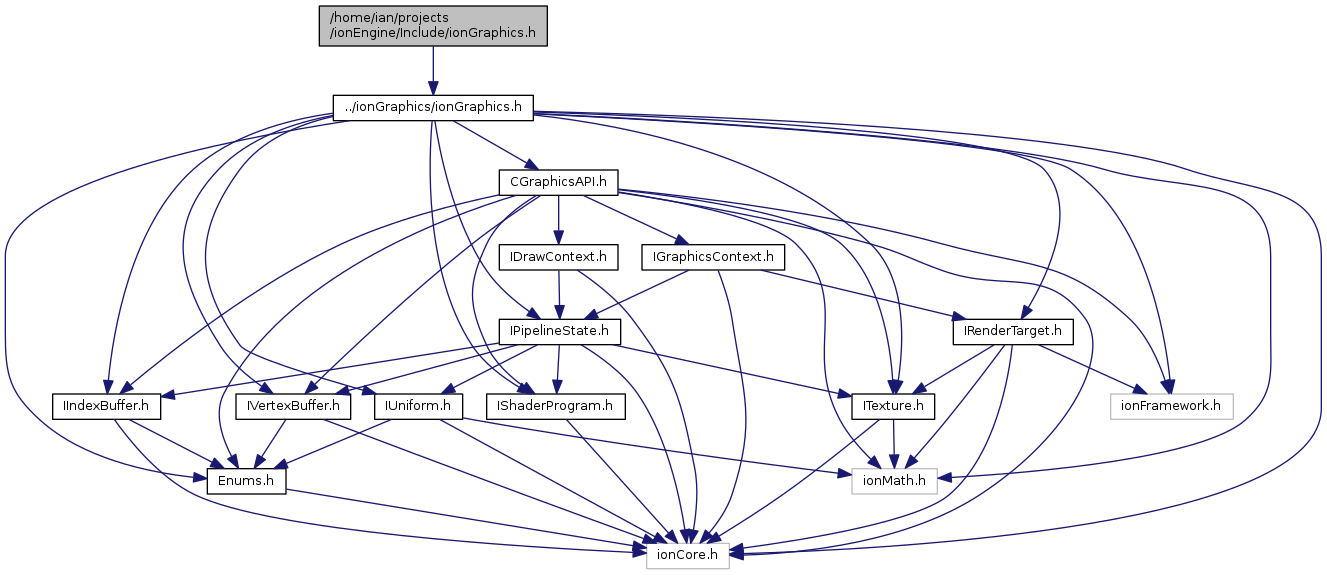 /home/ian/projects
/ionEngine/Include/ionGraphics.h
../ionGraphics/ionGraphics.h
CGraphicsAPI.h
IDrawContext.h
IGraphicsContext.h
IPipelineState.h
IRenderTarget.h
IIndexBuffer.h
IVertexBuffer.h
IUniform.h
IShaderProgram.h
ITexture.h
ionFramework.h
Enums.h
ionMath.h
ionCore.h